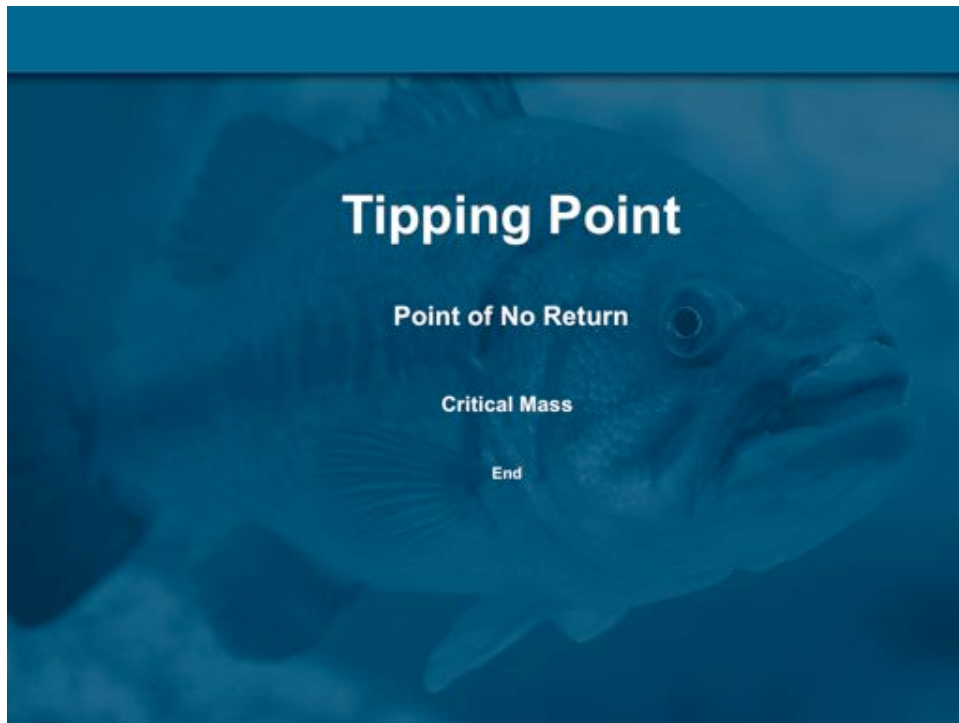 Tipping Point
Point of No Return
Critical Mass
End